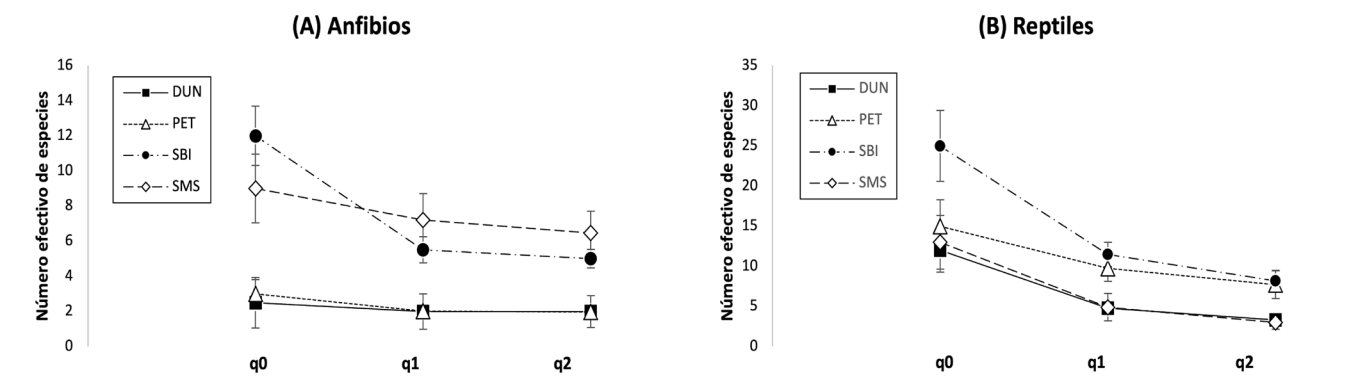 (A) Anfibios
Número efectivo de especies
16
14
12
10
8
6
4
2
0
DUN
PET
SBI
SMS
q0 q1 q2
(B) Reptiles
Número efectivo de especies
35
30
25
20
15
10
5
0
DUN
PET
SBI
SMS
q0 q1 q2